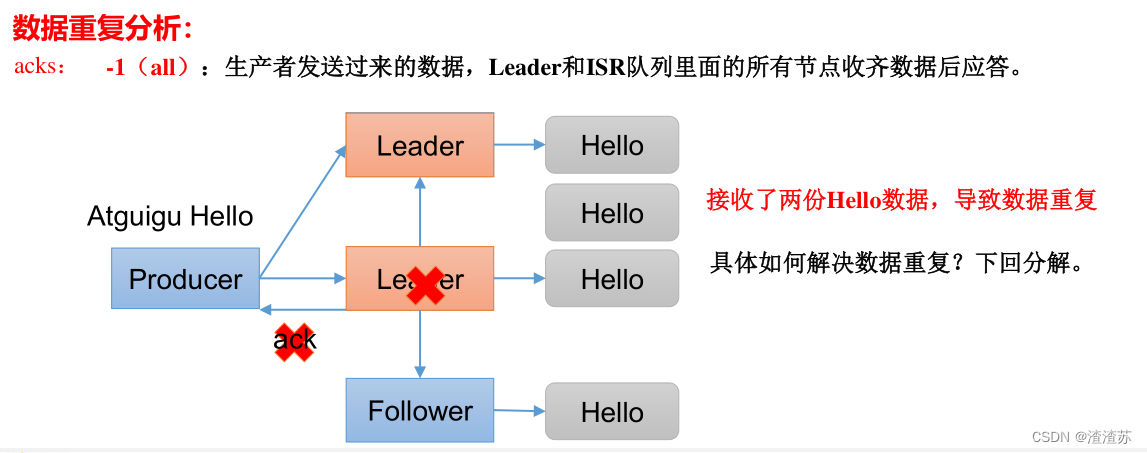 数据重复分析：
acks： -1（all）：生产者发送过来的数据，Leader和ISR队列里面的所有节点收齐数据后应答。
Leader
Hello
Atguigu Hello
Hello
接收了两份Hello数据，导致数据重复
Producer
Leader
Hello
具体如何解决数据重复？下回分解。
ack
Follower
Hello
CSDN @渣渣苏